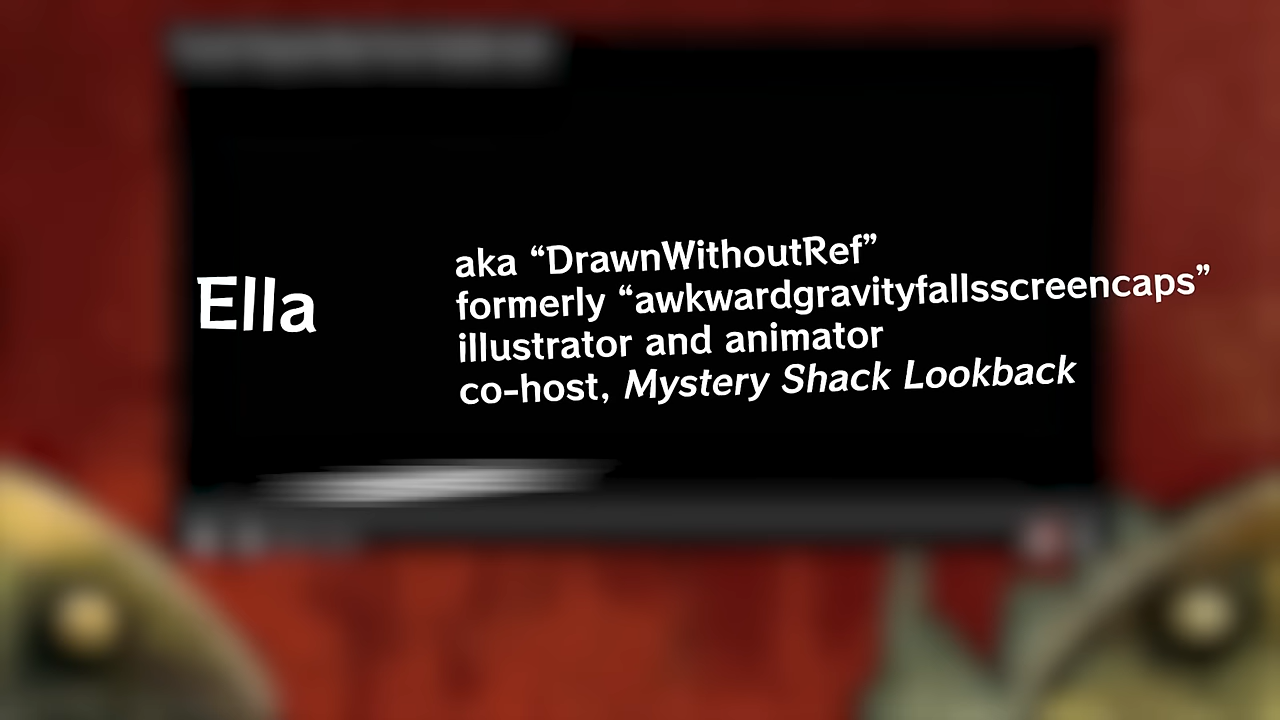 Ella
aka “DrawnWithoutRef”
formerly “awkwardgravityfallsscreencaps”
illustrator and animator
co-host, Mystery Shack Lookback